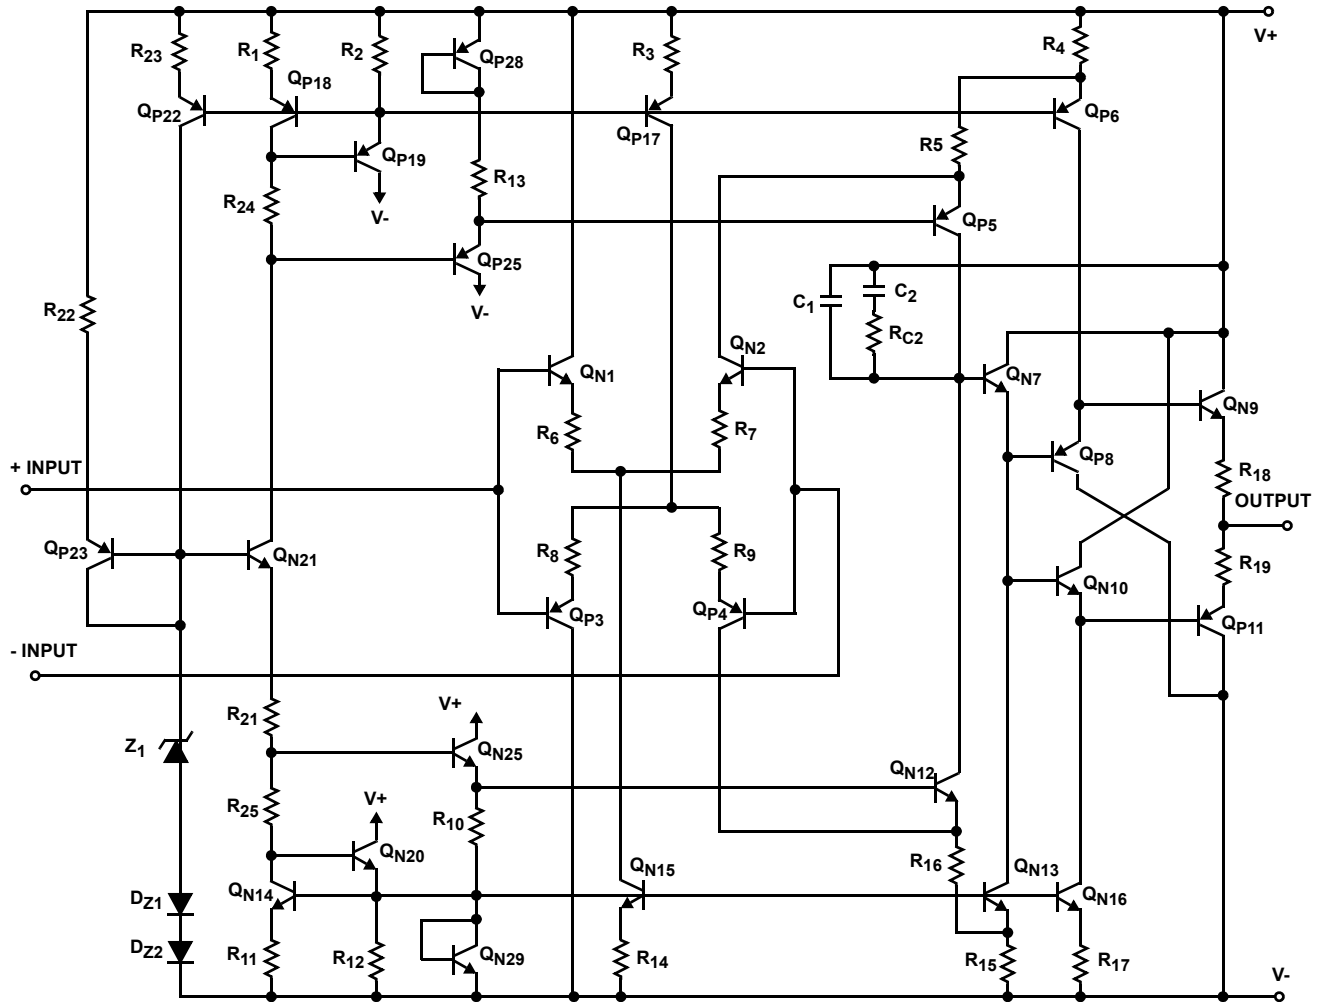 V+
R23
R1
R2
R3
R4
QP28
QP18
QP22
QP17
QP6
QP19
R5
R13
R24
V-
QP5
QP25
V-
C1
C2
R22
RC2
QN2
QN1
QN7
QN9
R6
R7
QP8
+ INPUT
R18
OUTPUT
QP23
QN21
R8
R9
R19
QN10
QP3
QP4
QP11
- INPUT
V+
R21
Z1
QN25
QN12
V+
R25
R10
QN20
R16
QN15
QN13
DZ1
QN14
QN16
DZ2
R11
R12
QN29
R14
R15
R17
V-